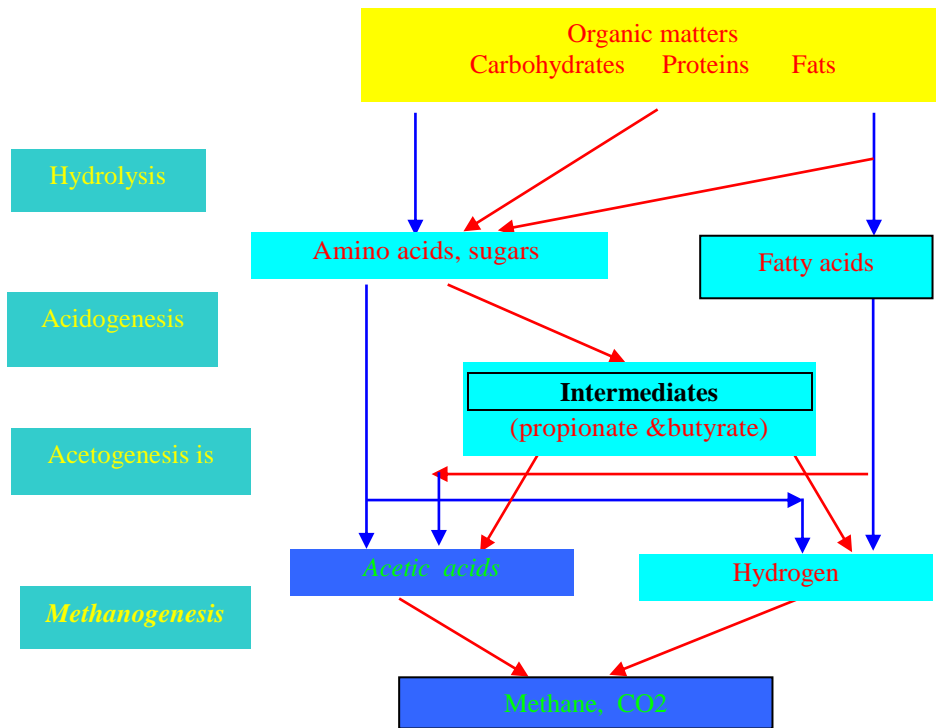 Organic matters
Carbohydrates Proteins Fats
Hydrolysis
Amino acids, sugars
Fatty acids
Acidogenesis
Intermediates
(propionate &butyrate)
Acetogenesis is
Acetic acids
Hydrogen
Methanogenesis
Methane, CO2